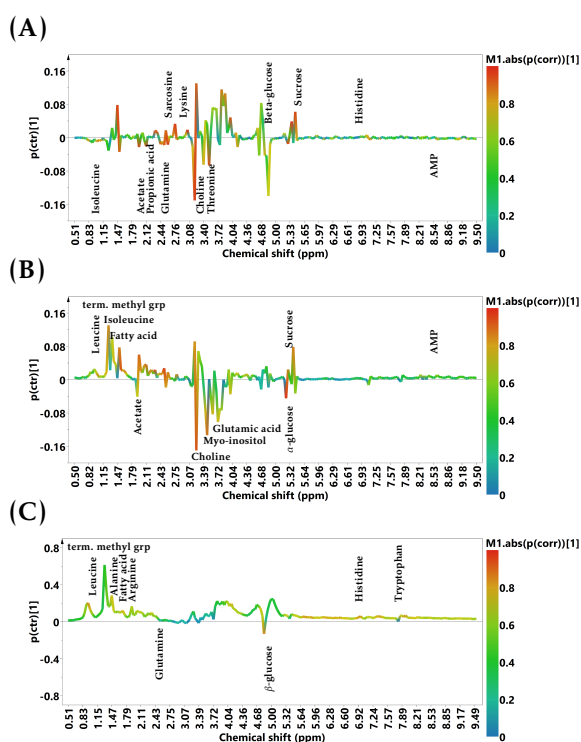 (A)
M1.abs(p(corr))[1]
p(ctr)[1]
0.16
0.08
0
-0.08
-0.16
Isoleucine
Acetate
Propionic acid
Glutamine
Sarcosine
Lysine
Choline
Threonine
Beta-glucose
Sucrose
Histidine
AMP
0.8
0.6
0.4
0.2
0
0.51 0.83 1.15 1.47 1.79 2.12 2.44 2.76 3.08 3.40 3.72 4.04 4.36 4.68 5.00 5.33 5.65 5.97 6.29 6.61 6.93 7.25 7.57 7.89 8.21 8.54 8.86 9.18 9.50
Chemical shift (ppm)
(B)
M1.abs(p(corr))[1]
p(ctr)[1]
0.16
0.08
0
-0.08
-0.16
term. methyl grp
Leucine
Isoleucine
Fatty acid
Acetate
Choline
Myo-inositol
Glutamic acid
α-glucose
Sucrose
AMP
0.8
0.6
0.4
0.2
0
0.50 0.82 1.15 1.47 1.79 2.11 2.43 2.75 3.07 3.39 3.72 4.04 4.36 4.68 5.00 5.32 5.64 5.96 6.29 6.61 6.93 7.25 7.57 7.89 8.21 8.53 8.86 9.18 9.50
Chemical shift (ppm)
(C)
M1.abs(p(corr))[1]
p(ctr)[1]
0.8
0.4
0
-0.4
-0.8
term. methyl grp
Leucine
Alanine
Fatty acid
Arginine
Glutamine
β-glucose
Histidine
Tryptophan
0.8
0.6
0.4
0.2
0
0.51 0.83 1.15 1.47 1.79 2.11 2.43 2.75 3.07 3.39 3.71 4.04 4.36 4.68 5.00 5.32 5.64 5.96 6.28 6.60 6.92 7.24 7.57 7.89 8.21 8.53 8.85 9.17 9.49
Chemical shift (ppm)